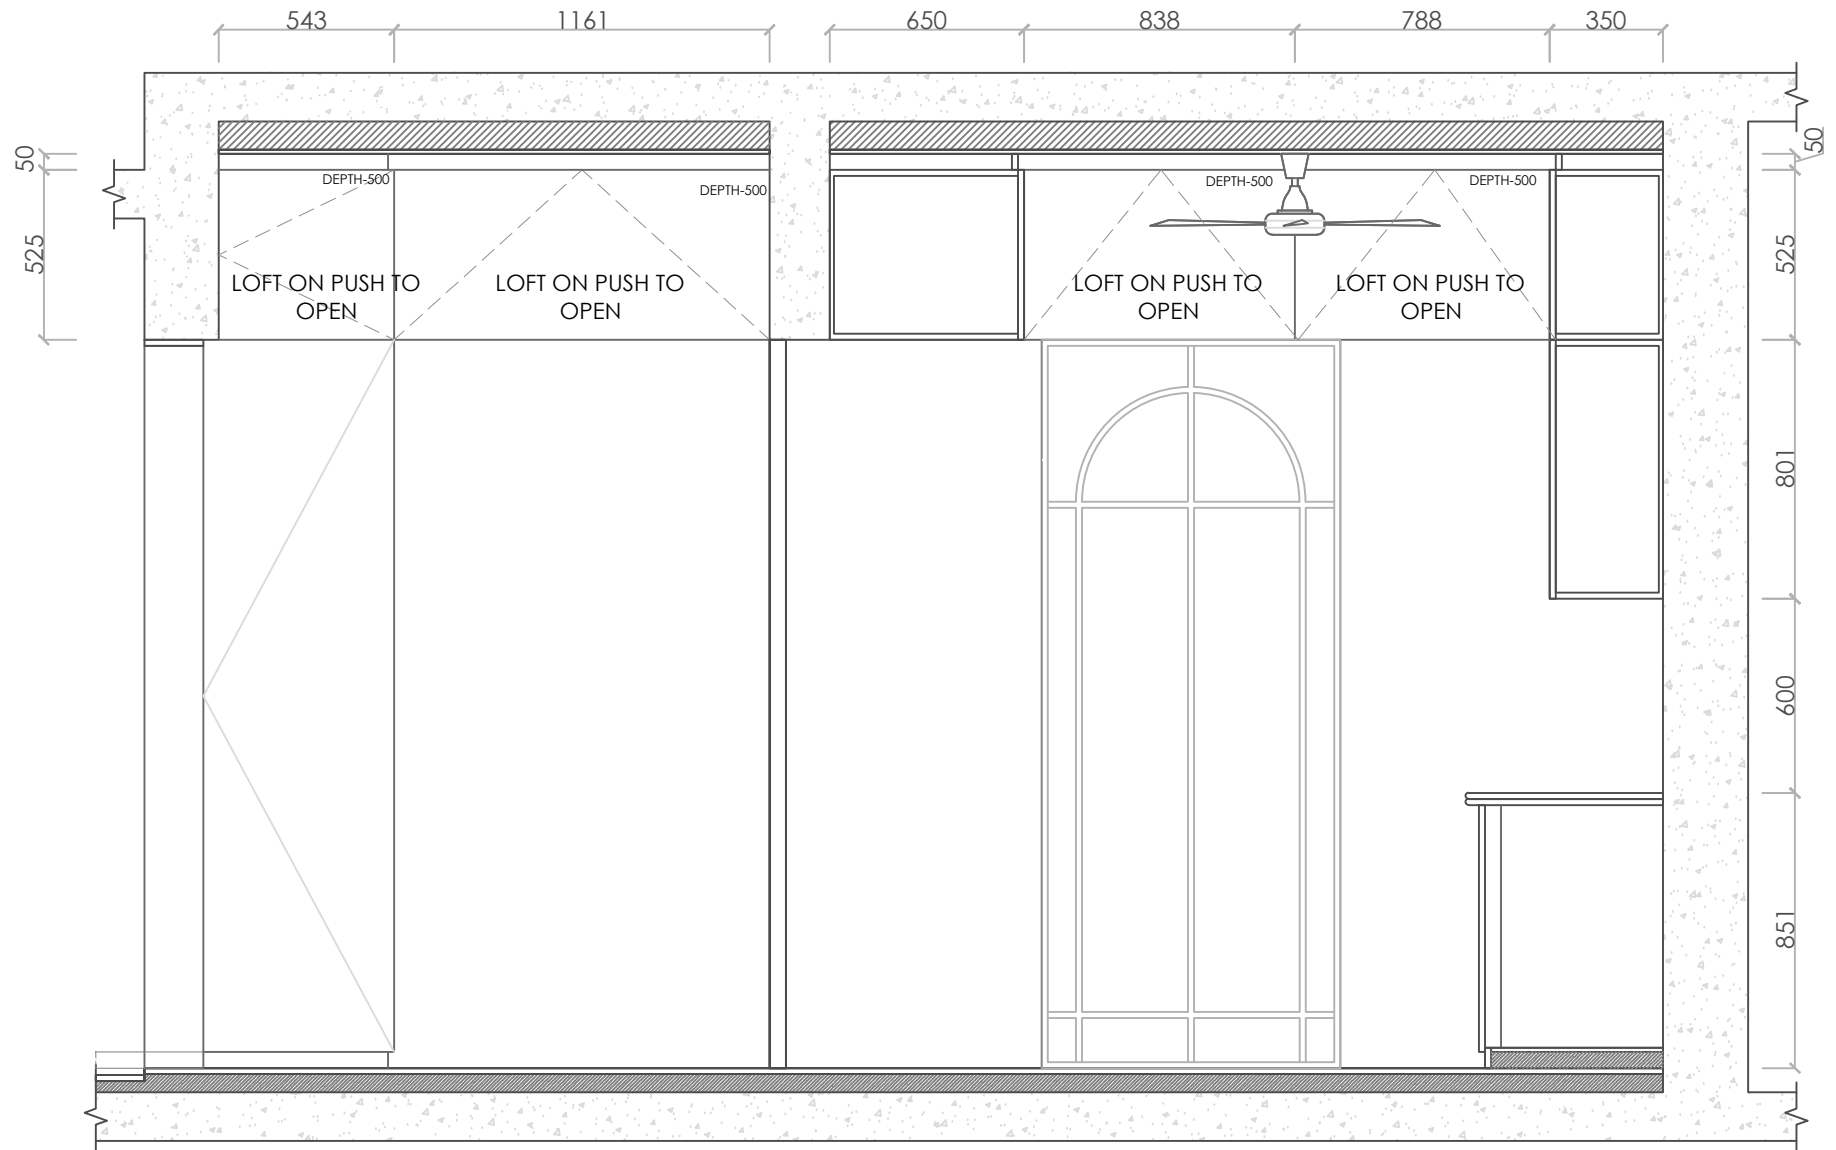 543
1161
650
838
788
350
50
50
DEPTH-500
DEPTH-500
DEPTH-500
DEPTH-500
525
525
LOFT ON PUSH TO
OPEN
LOFT ON PUSH TO
OPEN
LOFT ON PUSH TO
OPEN
LOFT ON PUSH TO
OPEN
801
600
851